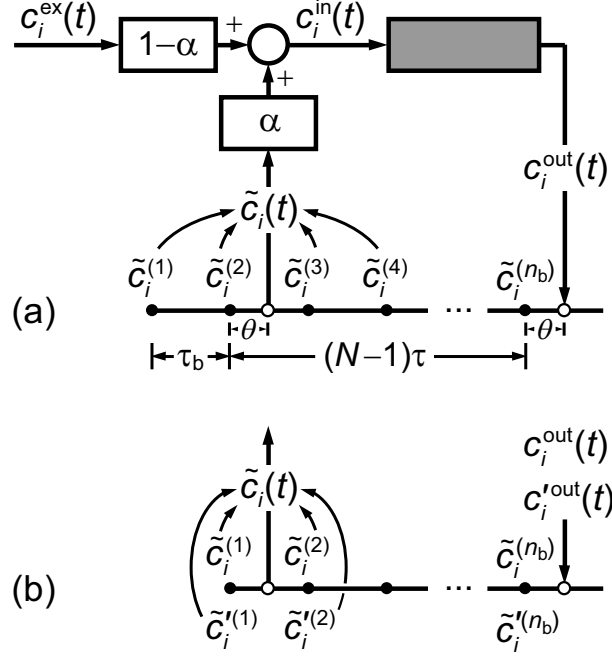 c_i^ex(t) 1−α + c_i^in(t)
+
α
c_i^out(t)
c̃_i(t)
c̃_i^(1) c̃_i^(2) c̃_i^(3) c̃_i^(4) c̃_i^(n_b)
(a) ...
θ θ
τ_b (N−1)τ
c_i^out(t)
c̃_i(t) c′_i^out(t)
c̃_i^(1) c̃_i^(2) c̃_i^(n_b)
(b) ...
c̃′_i^(1) c̃′_i^(2) c̃′_i^(n_b)